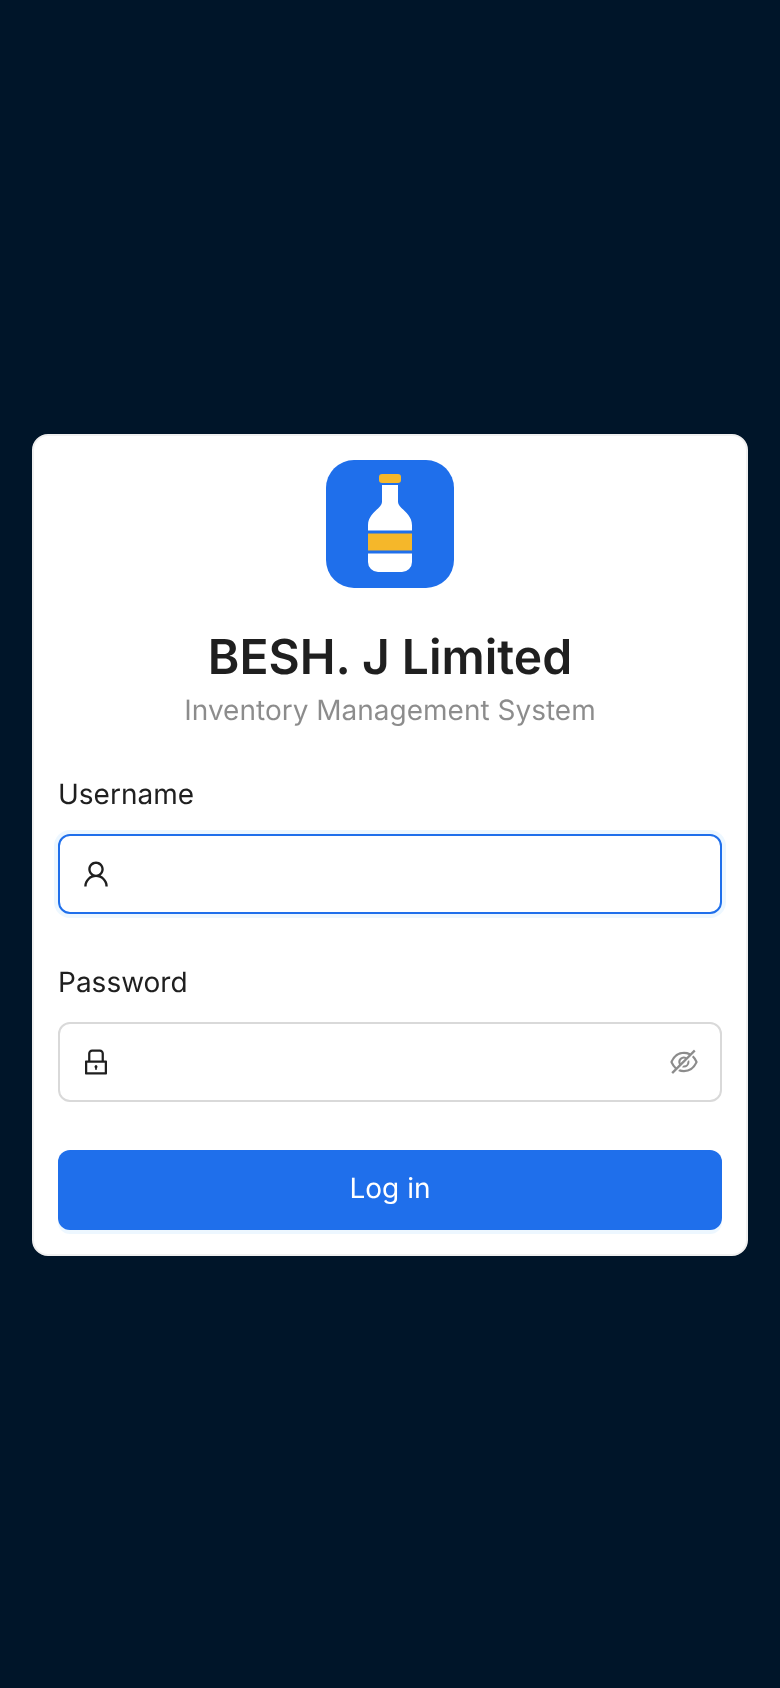 BESH. J Limited
Inventory Management System
Username
Password
Log in